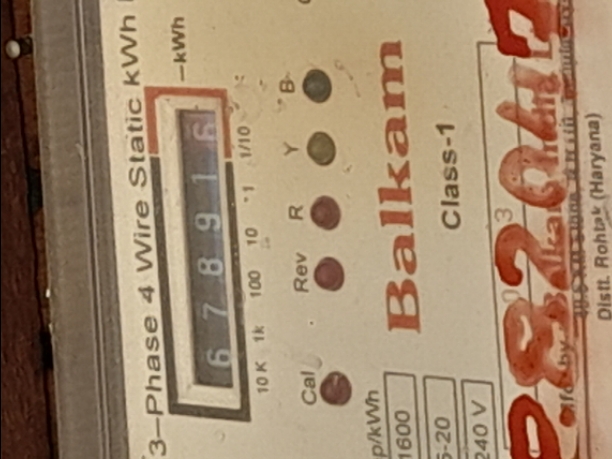 3-Phase 4 Wire Static kWh
-kWh
6 7 8 9 1 6
10 K 1k 100 10 1 1/10
Cal Rev R Y B
Balkam
Class-1
p/kWh
1600
5-20
240 V
Distt. Rohtak (Haryana)